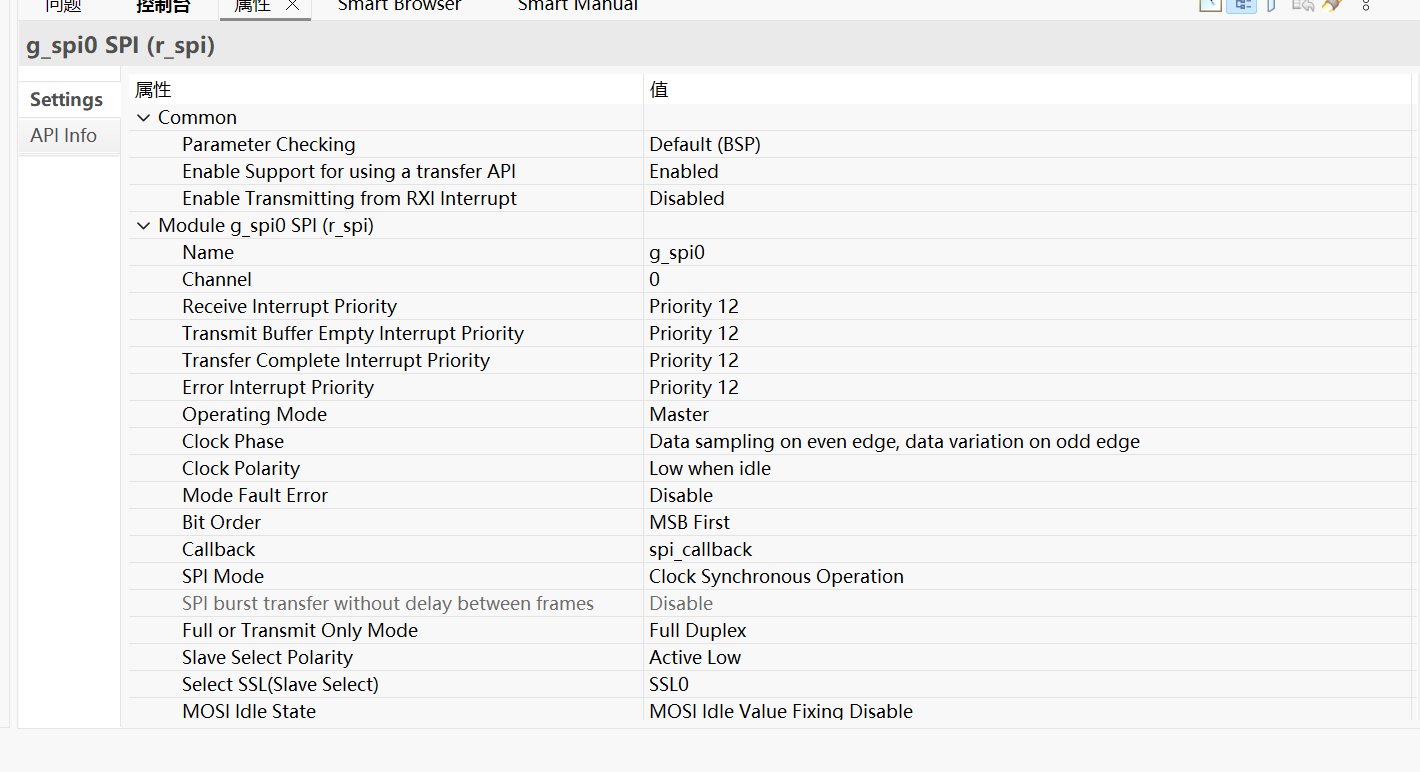 问题 控制台 属性 Smart Browser Smart Manual
g_spi0 SPI (r_spi)
Settings
API Info
属性 值
Common
Parameter Checking Default (BSP)
Enable Support for using a transfer API Enabled
Enable Transmitting from RXI Interrupt Disabled
Module g_spi0 SPI (r_spi)
Name g_spi0
Channel 0
Receive Interrupt Priority Priority 12
Transmit Buffer Empty Interrupt Priority Priority 12
Transfer Complete Interrupt Priority Priority 12
Error Interrupt Priority Priority 12
Operating Mode Master
Clock Phase Data sampling on even edge, data variation on odd edge
Clock Polarity Low when idle
Mode Fault Error Disable
Bit Order MSB First
Callback spi_callback
SPI Mode Clock Synchronous Operation
SPI burst transfer without delay between frames Disable
Full or Transmit Only Mode Full Duplex
Slave Select Polarity Active Low
Select SSL(Slave Select) SSL0
MOSI Idle State MOSI Idle Value Fixing Disable